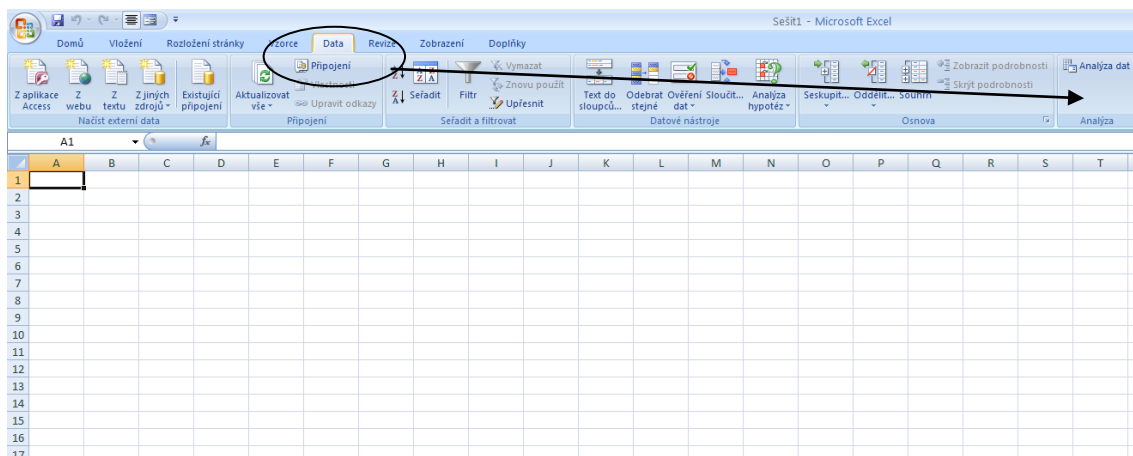 Sešit1 - Microsoft Excel
Domů Vložení Rozložení stránky Vzorce Data Revize Zobrazení Doplňky
Z aplikace Access
Z webu
Z textu
Z jiných zdrojů
Existující připojení
Načíst externí data
Aktualizovat vše
Připojení
Vlastnosti
Upravit odkazy
Připojení
Seřadit
Filtr
Vymazat
Znovu použít
Upřesnit
Seřadit a filtrovat
Text do sloupců...
Odebrat stejné
Ověření dat
Sloučit...
Analýza hypotéz
Datové nástroje
Seskupit...
Oddělit...
Souhrn
Zobrazit podrobnosti
Skrýt podrobnosti
Osnova
Analýza dat
Analýza
A1 fx
A B C D E F G H I J K L M N O P Q R S T
1
2
3
4
5
6
7
8
9
10
11
12
13
14
15
16
17